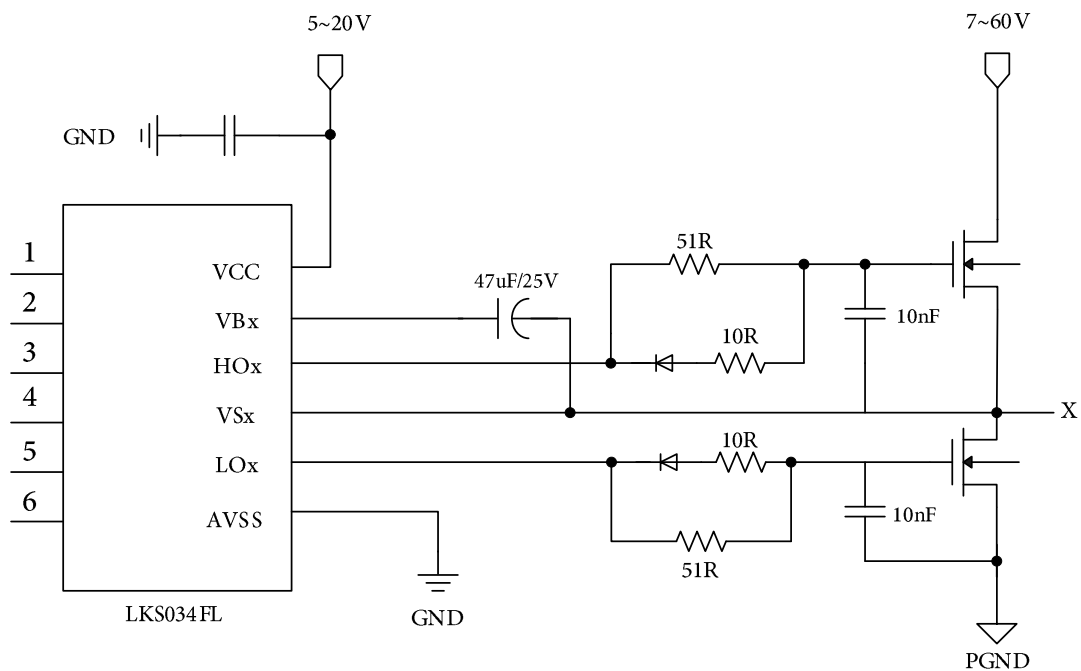 5~20V
7~60V
GND
1
2
3
4
5
6
VCC
VBx
HOx
VSx
LOx
AVSS
47uF/25V
51R
10R
10nF
X
10R
51R
10nF
LKS034FL
GND
PGND